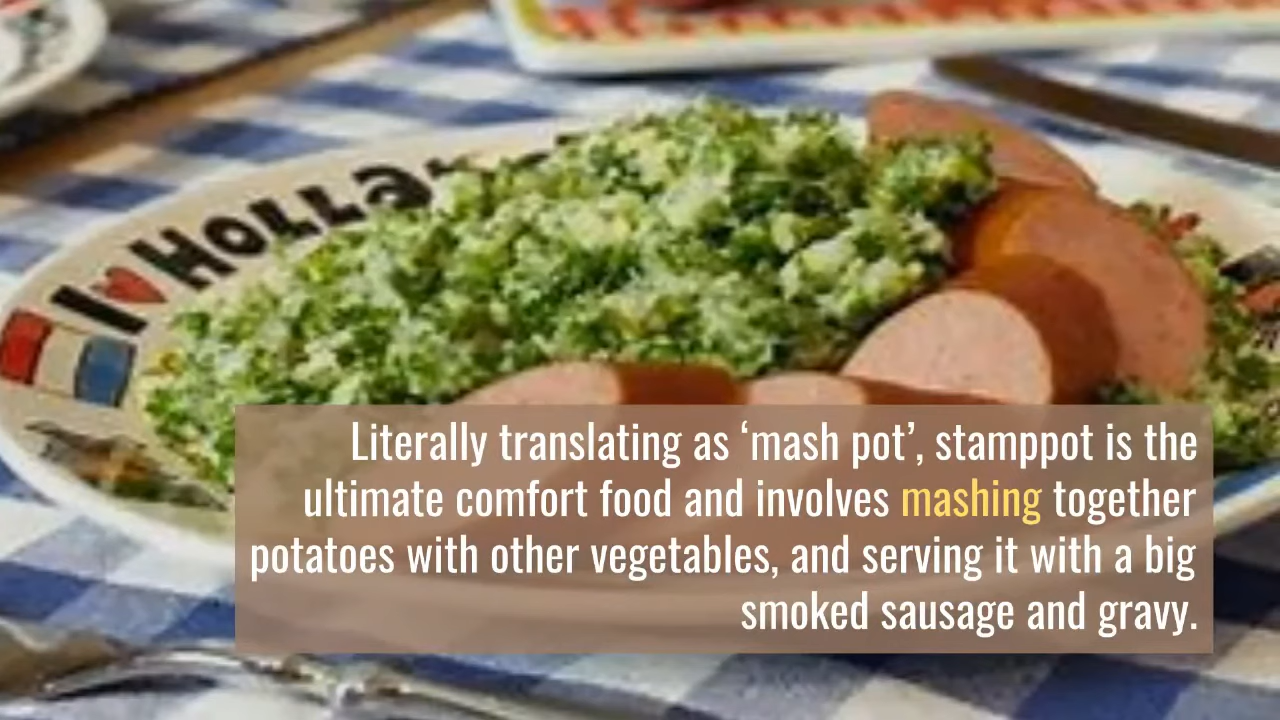 I ❤ HOLLa
Literally translating as ‘mash pot’, stamppot is the
ultimate comfort food and involves mashing together
potatoes with other vegetables, and serving it with a big
smoked sausage and gravy.